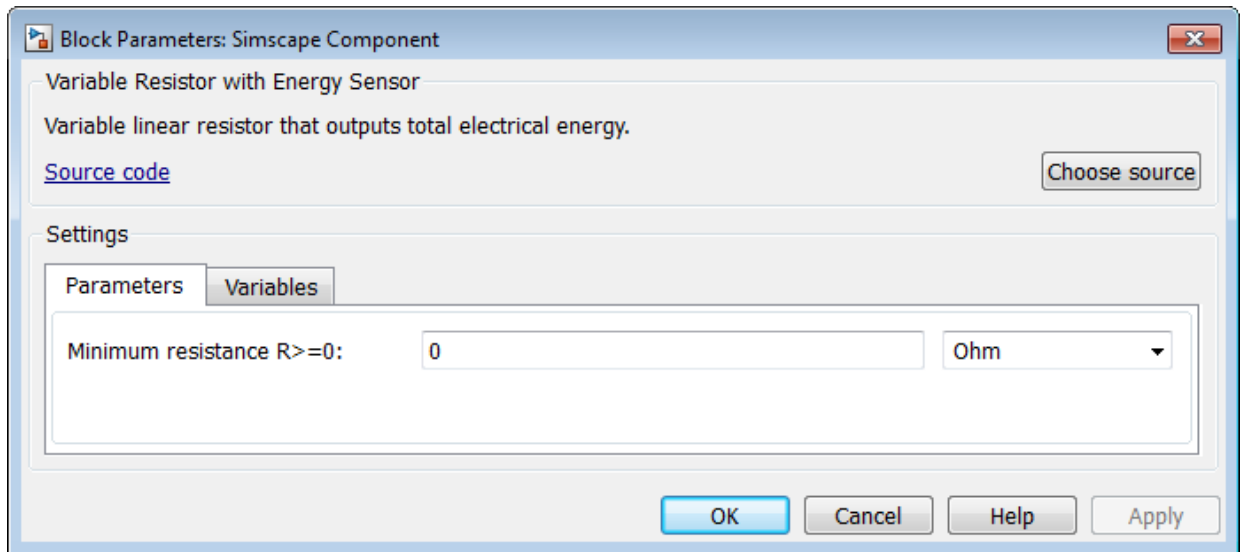 Block Parameters: Simscape Component
Variable Resistor with Energy Sensor
Variable linear resistor that outputs total electrical energy.
Source code Choose source
Settings
Parameters Variables
Minimum resistance R>=0: 0 Ohm
OK Cancel Help Apply